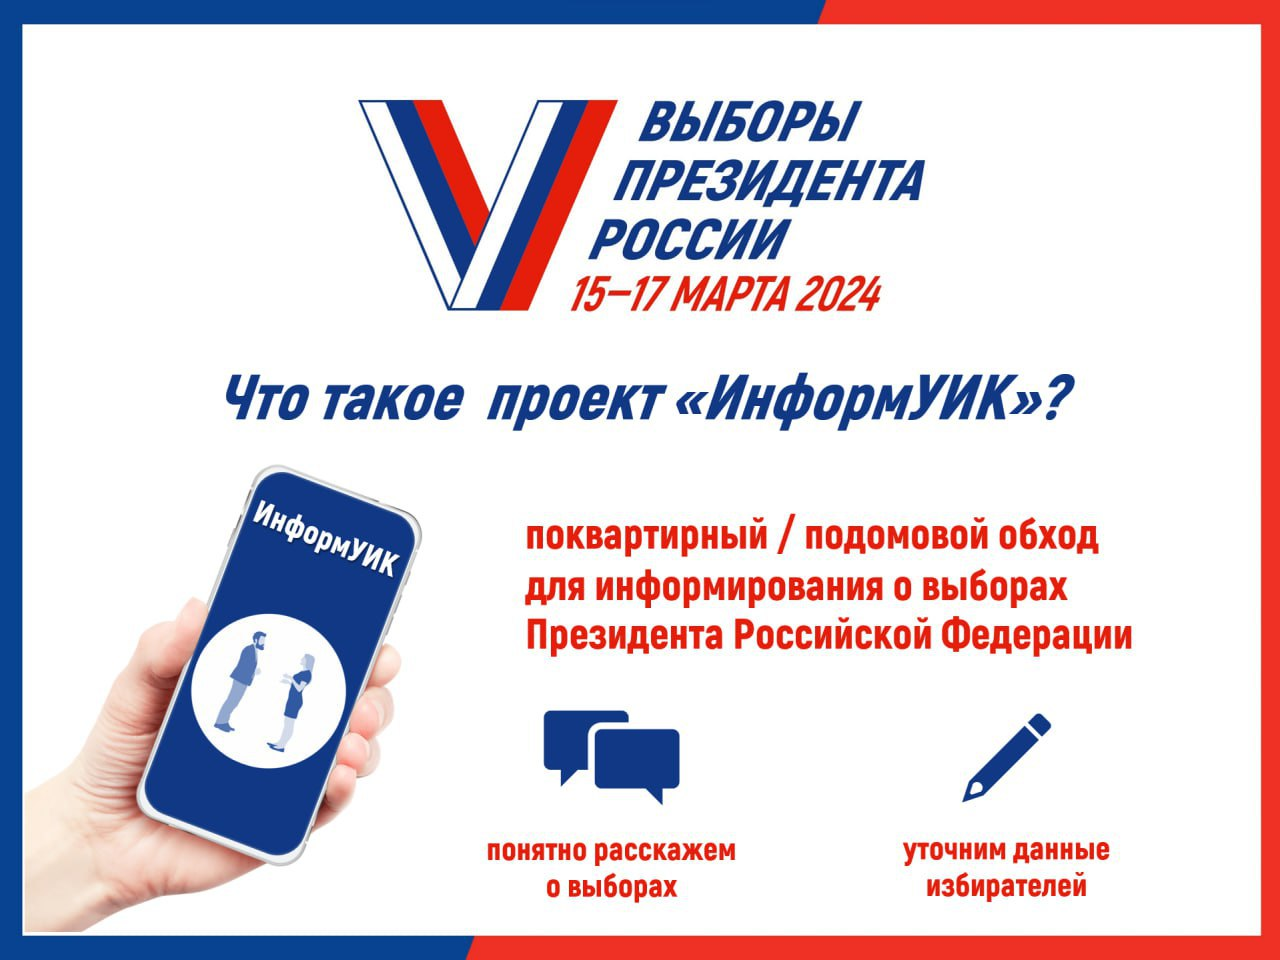 ВЫБОРЫ
ПРЕЗИДЕНТА
РОССИИ
15–17 МАРТА 2024
Что такое проект «ИнформУИК»?
ИнформУИК
поквартирный / подомовой обход
для информирования о выборах
Президента Российской Федерации
понятно расскажем
о выборах
уточним данные
избирателей